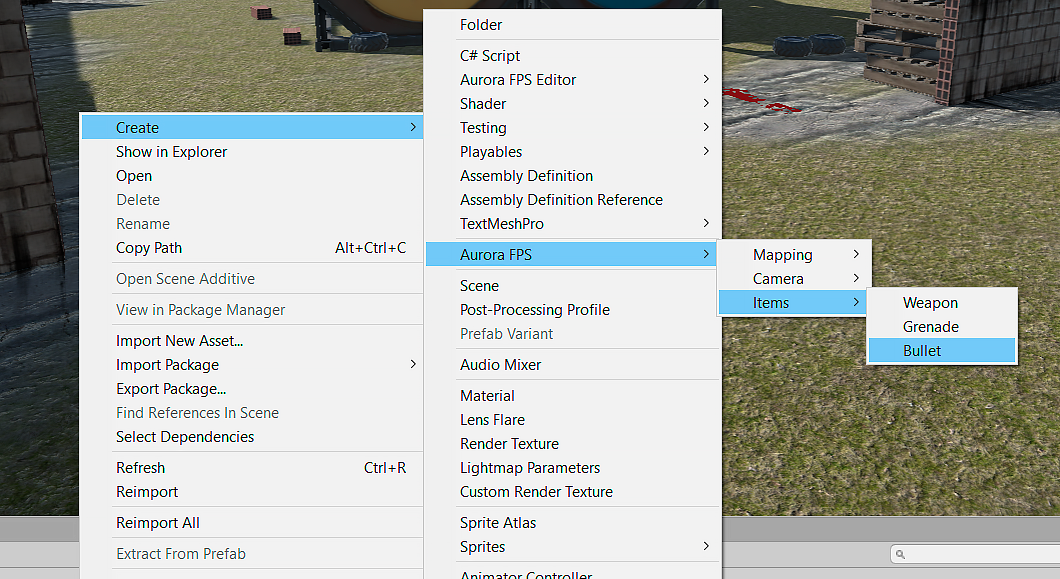 Create
Show in Explorer
Open
Delete
Rename
Copy Path Alt+Ctrl+C
Open Scene Additive
View in Package Manager
Import New Asset...
Import Package
Export Package...
Find References In Scene
Select Dependencies
Refresh Ctrl+R
Reimport
Reimport All
Extract From Prefab
Folder
C# Script
Aurora FPS Editor
Shader
Testing
Playables
Assembly Definition
Assembly Definition Reference
TextMeshPro
Aurora FPS
Scene
Post-Processing Profile
Prefab Variant
Audio Mixer
Material
Lens Flare
Render Texture
Lightmap Parameters
Custom Render Texture
Sprite Atlas
Sprites
Animator Controller
Mapping
Camera
Items
Weapon
Grenade
Bullet